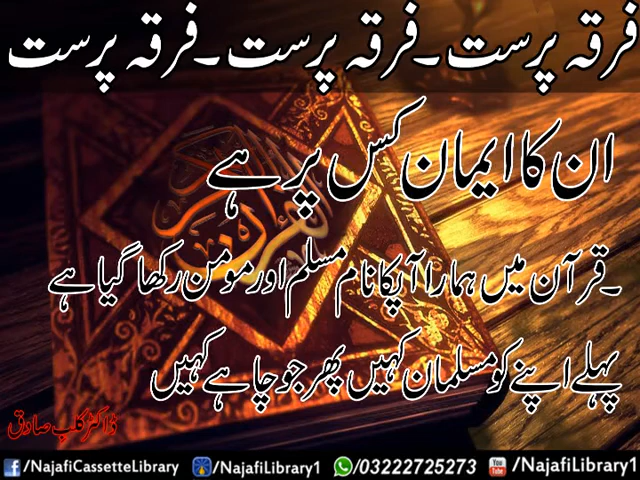 فرقہ پرست ۔ فرقہ پرست ۔ فرقہ پرست
ان کا ایمان کس پر ہے
۔ قرآن میں ہمارا آپکا نام مسلم اور مومن رکھا گیا ہے
پہلے اپنے کو مسلمان کہیں پھر جو چاہے کہیں
ڈاکٹر کلب صادق
/NajafiCassetteLibrary /NajafiLibrary1 /03222725273 You Tube /NajafiLibrary1